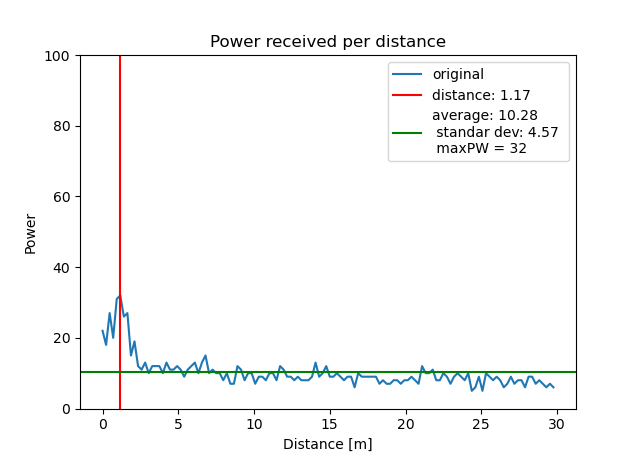 Power received per distance
original
distance: 1.17
average: 10.28
standar dev: 4.57
maxPW = 32
Power
100
80
60
40
20
0
0 5 10 15 20 25 30
Distance [m]